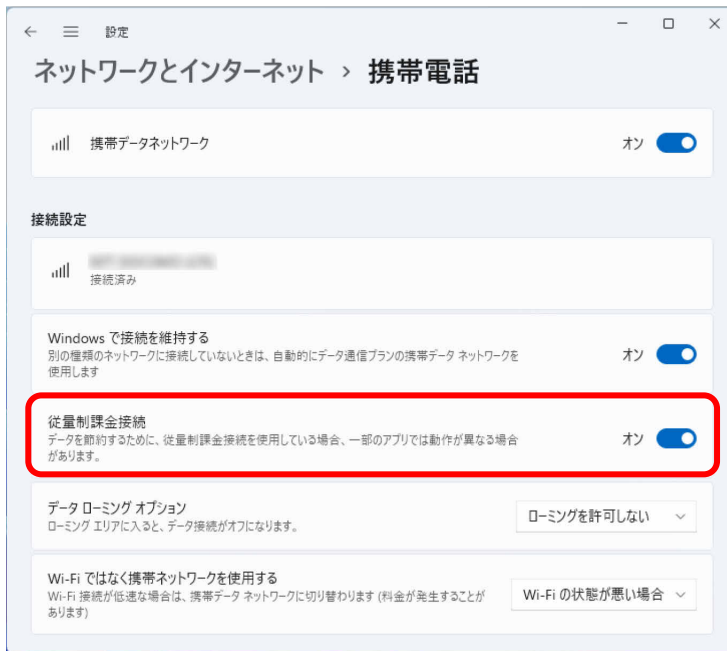 設定
ネットワークとインターネット › 携帯電話
携帯データネットワーク
オン
接続設定
接続済み
Windows で接続を維持する
別の種類のネットワークに接続していないときは、自動的にデータ通信プランの携帯データ ネットワークを
使用します
オン
従量制課金接続
データを節約するために、従量制課金接続を使用している場合、一部のアプリでは動作が異なる場合
があります。
オン
データ ローミング オプション
ローミング エリアに入ると、データ接続がオフになります。
ローミングを許可しない
Wi-Fi ではなく携帯ネットワークを使用する
Wi-Fi 接続が低速な場合は、携帯データ ネットワークに切り替わります (料金が発生することが
あります)
Wi-Fi の状態が悪い場合